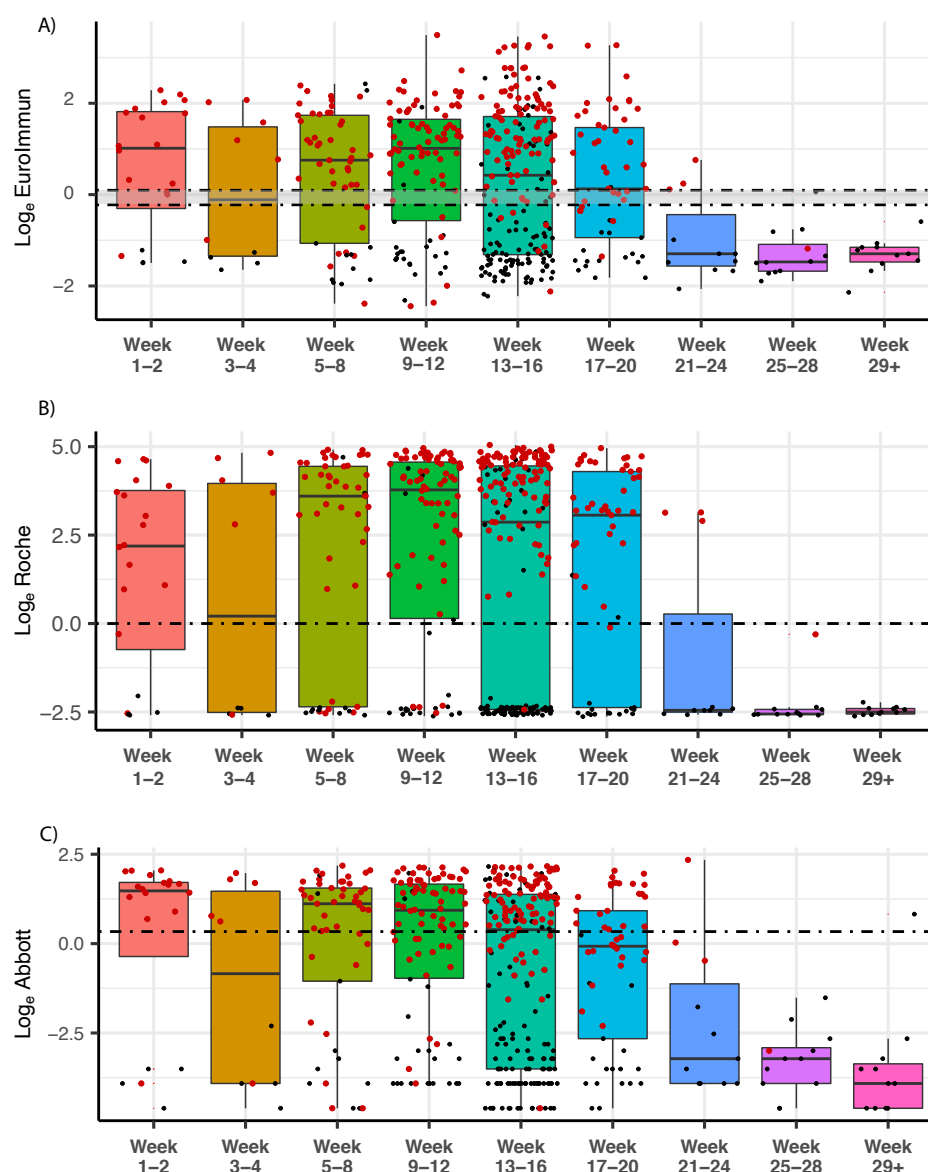 A)
Logₑ EuroImmun
2
0
−2
Week Week Week Week Week Week Week Week Week
1−2 3−4 5−8 9−12 13−16 17−20 21−24 25−28 29+
B)
Logₑ Roche
5.0
2.5
0.0
−2.5
Week Week Week Week Week Week Week Week Week
1−2 3−4 5−8 9−12 13−16 17−20 21−24 25−28 29+
C)
Logₑ Abbott
2.5
0.0
−2.5
Week Week Week Week Week Week Week Week Week
1−2 3−4 5−8 9−12 13−16 17−20 21−24 25−28 29+